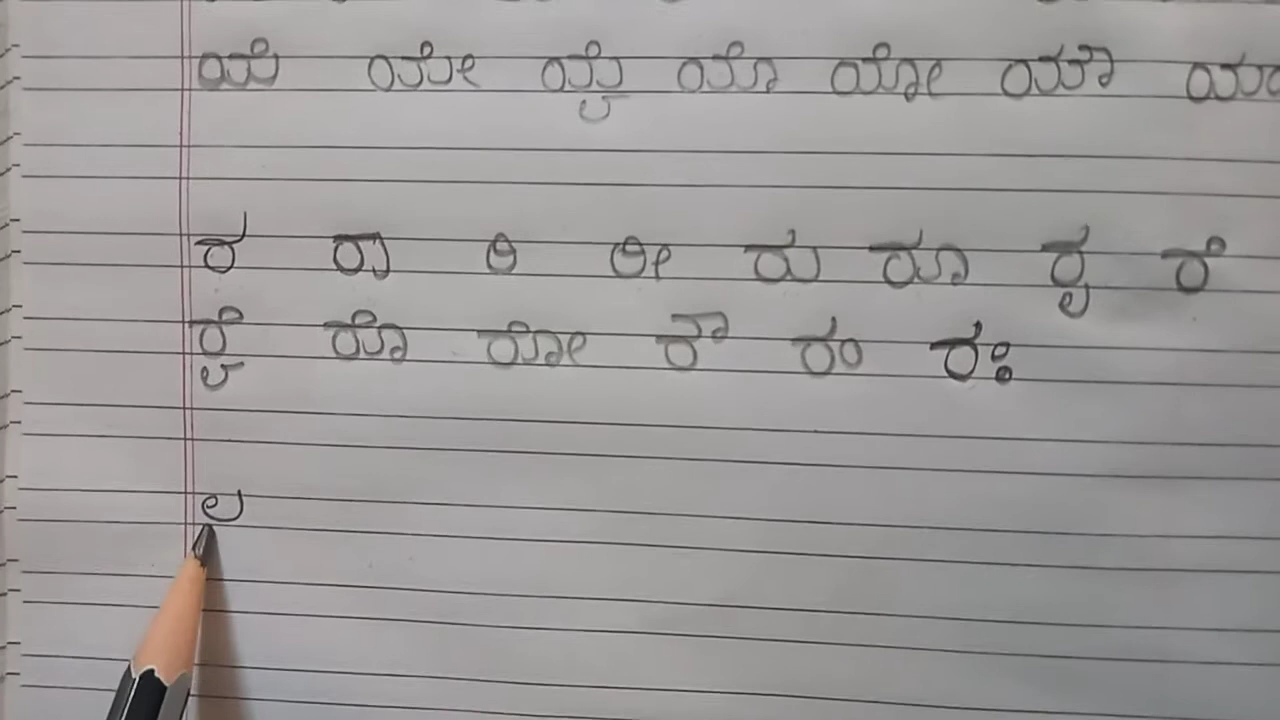 ಯೆ ಯೇ ಯೈ ಯೊ ಯೋ ಯೌ
ರ ರಾ ರಿ ರೀ ರು ರೂ ರೃ ರೆ
ರೈ ರೊ ರೋ ರೌ ರಂ ರಃ
ಲ